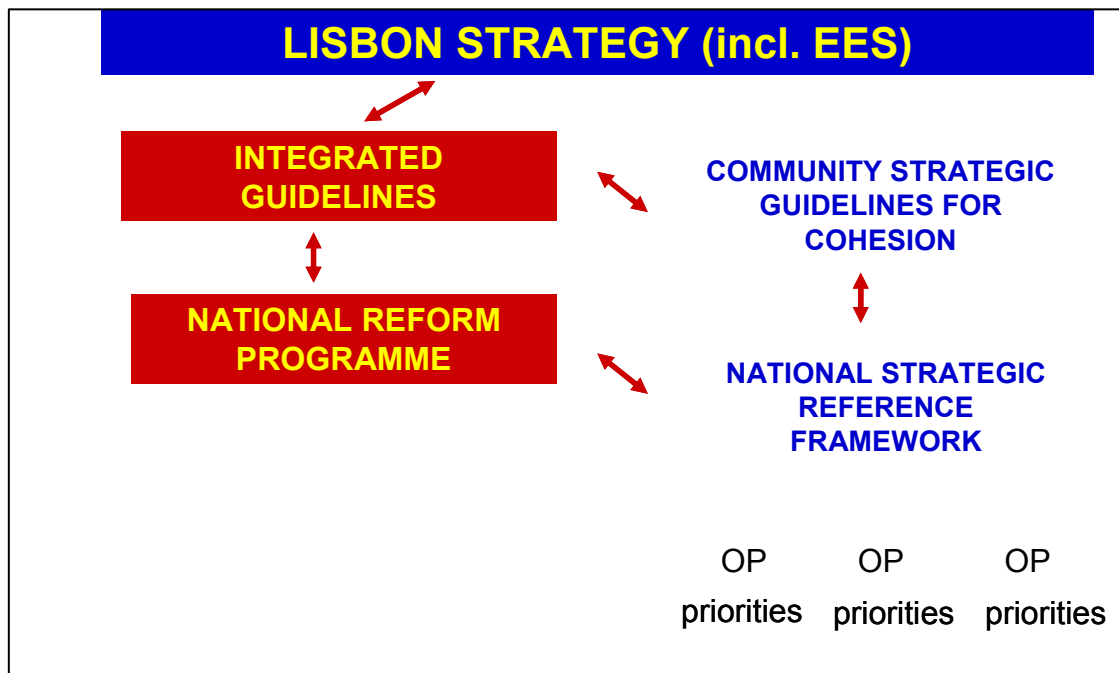 LISBON STRATEGY (incl. EES)
INTEGRATED
GUIDELINES
COMMUNITY STRATEGIC
GUIDELINES FOR
COHESION
NATIONAL REFORM
PROGRAMME
NATIONAL STRATEGIC
REFERENCE
FRAMEWORK
OP OP OP
priorities priorities priorities